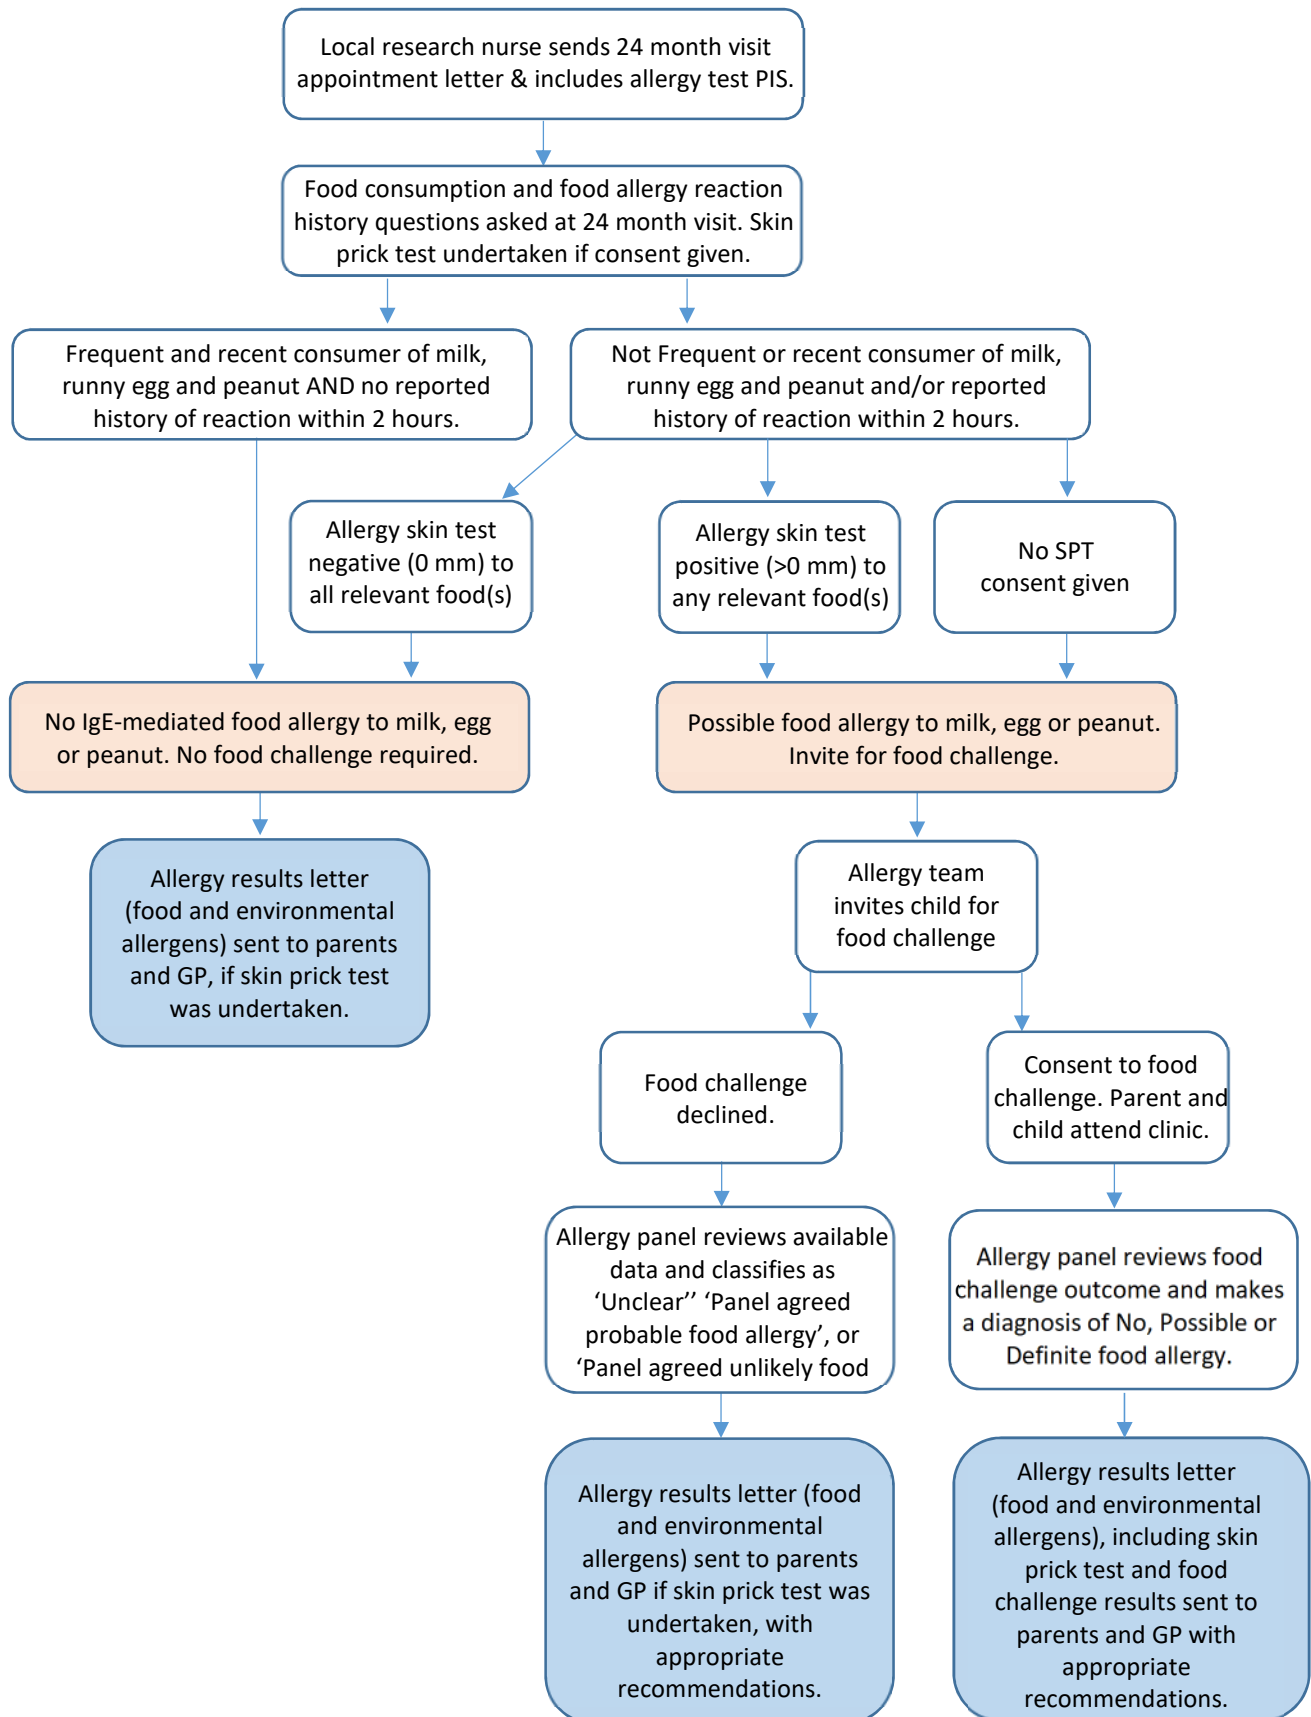 Local research nurse sends 24 month visit
appointment letter & includes allergy test PIS.
Food consumption and food allergy reaction
history questions asked at 24 month visit. Skin
prick test undertaken if consent given.
Frequent and recent consumer of milk,
runny egg and peanut AND no reported
history of reaction within 2 hours.
Not Frequent or recent consumer of milk,
runny egg and peanut and/or reported
history of reaction within 2 hours.
Allergy skin test
negative (0 mm) to
all relevant food(s)
Allergy skin test
positive (>0 mm) to
any relevant food(s)
No SPT
consent given
No IgE-mediated food allergy to milk, egg
or peanut. No food challenge required.
Possible food allergy to milk, egg or peanut.
Invite for food challenge.
Allergy results letter
(food and environmental
allergens) sent to parents
and GP, if skin prick test
was undertaken.
Allergy team
invites child for
food challenge
Food challenge
declined.
Consent to food
challenge. Parent and
child attend clinic.
Allergy panel reviews available
data and classifies as
‘Unclear’’ ‘Panel agreed
probable food allergy’, or
‘Panel agreed unlikely food
Allergy panel reviews food
challenge outcome and makes
a diagnosis of No, Possible or
Definite food allergy.
Allergy results letter (food
and environmental
allergens) sent to parents
and GP if skin prick test was
undertaken, with
appropriate
recommendations.
Allergy results letter
(food and environmental
allergens), including skin
prick test and food
challenge results sent to
parents and GP with
appropriate
recommendations.